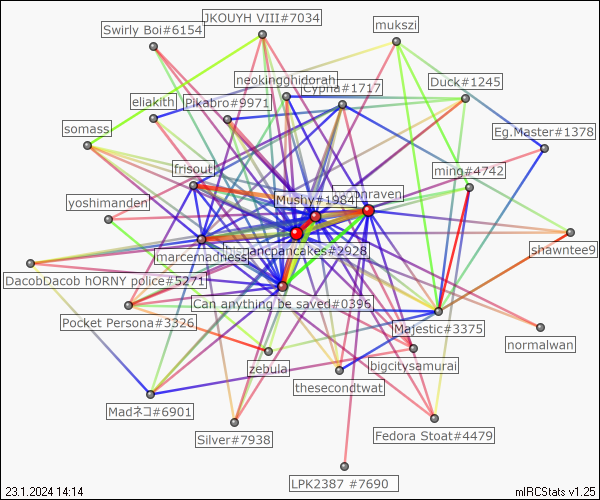 JKOUYH VIII#7034
mukszi
Swirly Boi#6154
neokingghidorah
Cypha#1717
Duck#1245
eliakith
Pikabro#9971
somass
Eg.Master#1378
frisout
ming#4742
Mushy#1984
yoshimanden
marcemadness
ancpancakes#2928
shawntee9
DacobDacob hORNY police#5271
Can anything be saved#0396
Pocket Persona#3326
Majestic#3375
normalwan
zebula
bigcitysamurai
thesecondtwat
Madネコ#6901
Silver#7938
Fedora Stoat#4479
LPK2387 #7690
23.1.2024 14:14
mIRCStats v1.25